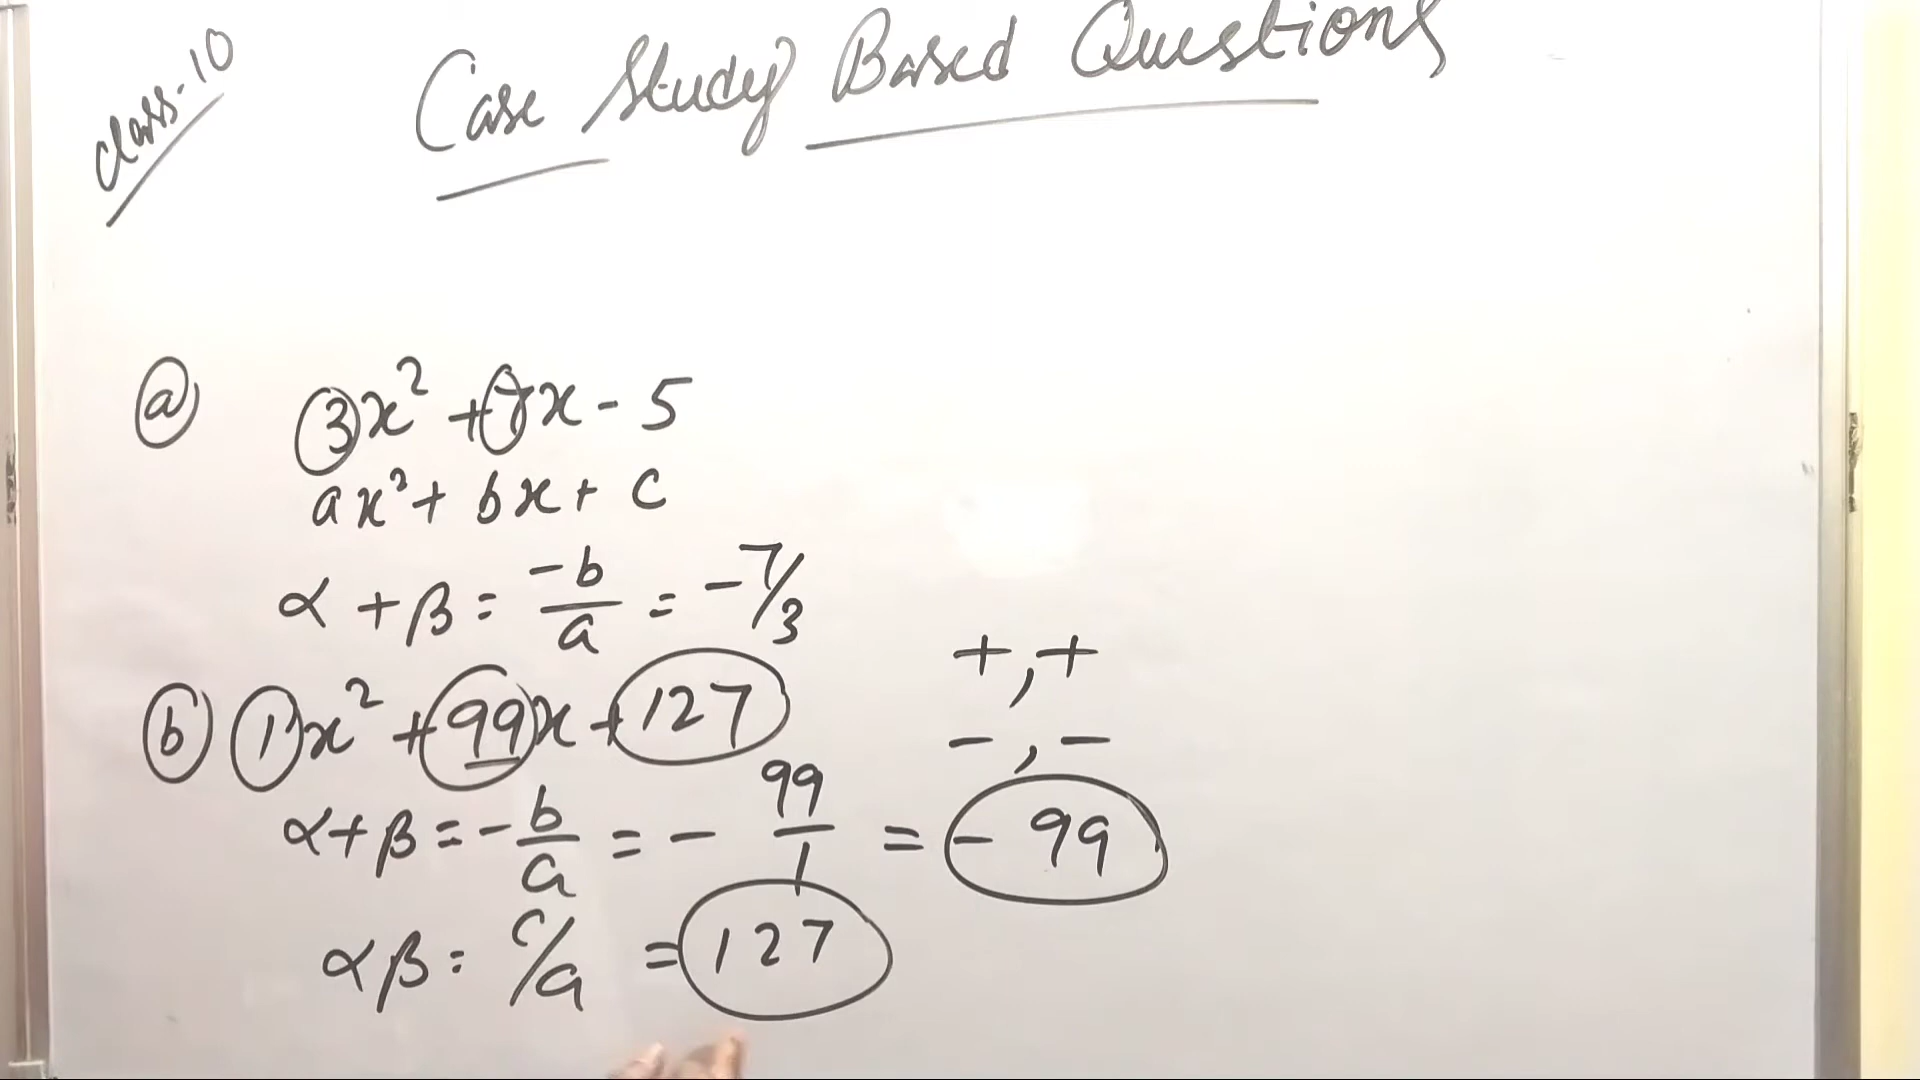 class-10
Case Study Based Questions
a 3x² + 7x - 5
ax² + bx + c
α + β = -b/a = -7/3
b 1x² + 99x + 127
+, +
-, -
α + β = -b/a = - 99/1 = - 99
αβ = c/a = 127